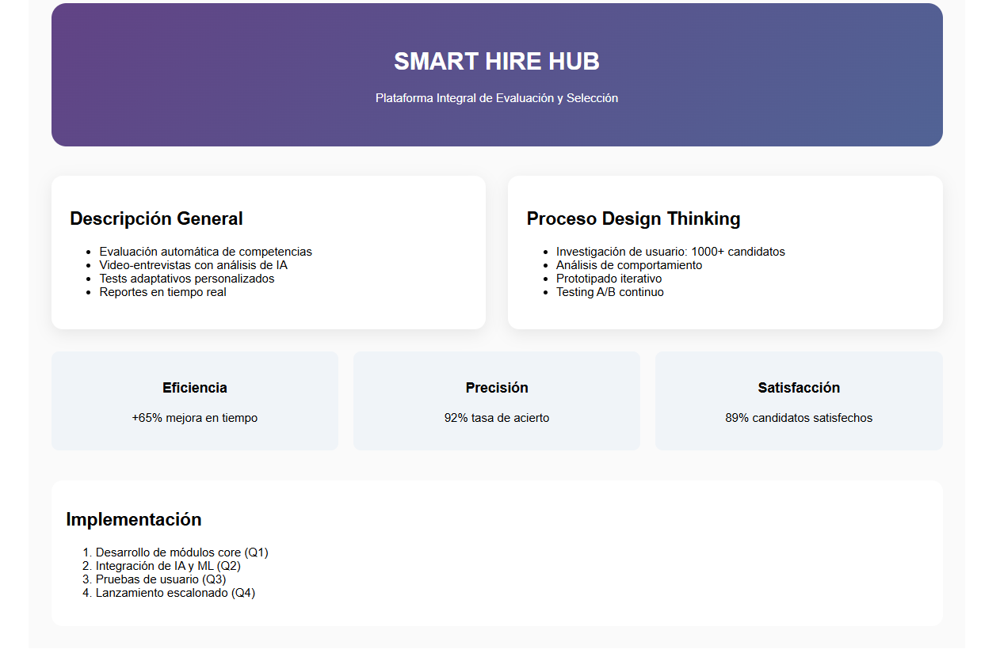 SMART HIRE HUB
Plataforma Integral de Evaluación y Selección
Descripción General
• Evaluación automática de competencias
• Video-entrevistas con análisis de IA
• Tests adaptativos personalizados
• Reportes en tiempo real
Proceso Design Thinking
• Investigación de usuario: 1000+ candidatos
• Análisis de comportamiento
• Prototipado iterativo
• Testing A/B continuo
Eficiencia
+65% mejora en tiempo
Precisión
92% tasa de acierto
Satisfacción
89% candidatos satisfechos
Implementación
1. Desarrollo de módulos core (Q1)
2. Integración de IA y ML (Q2)
3. Pruebas de usuario (Q3)
4. Lanzamiento escalonado (Q4)